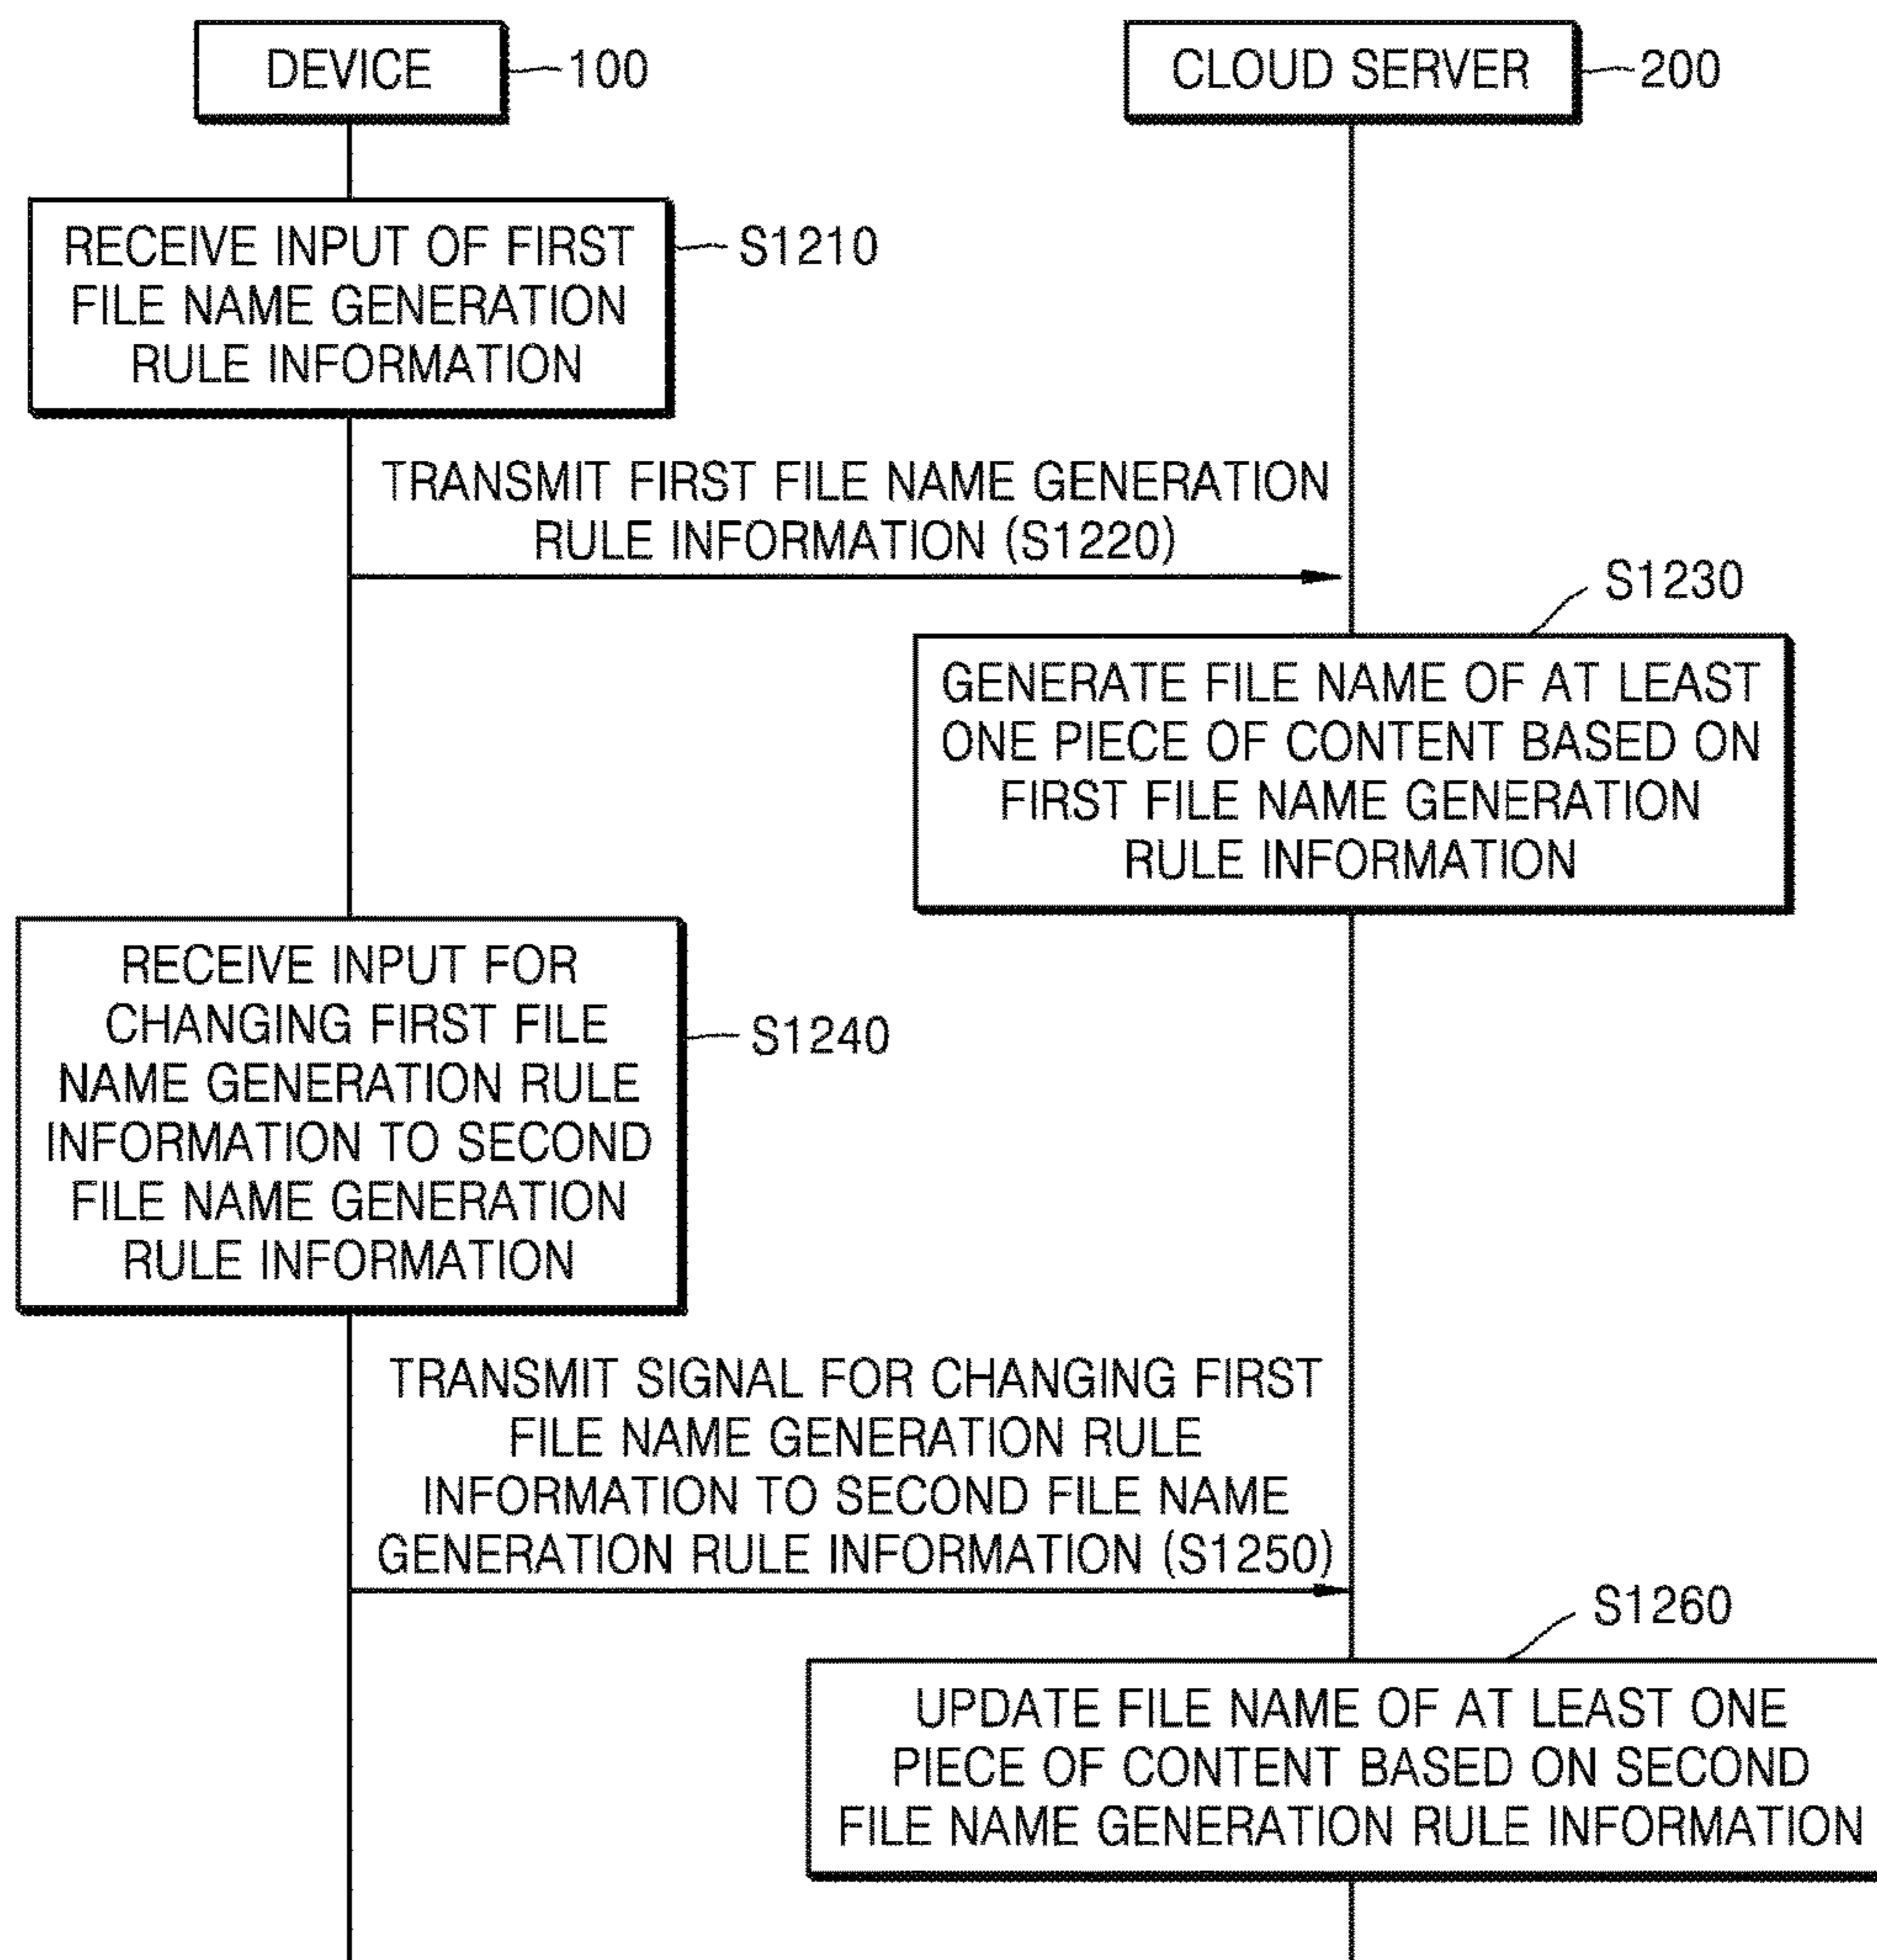 DEVICE
100
CLOUD SERVER
200
RECEIVE INPUT OF FIRST
FILE NAME GENERATION
RULE INFORMATION
S1210
TRANSMIT FIRST FILE NAME GENERATION
RULE INFORMATION (S1220)
S1230
GENERATE FILE NAME OF AT LEAST
ONE PIECE OF CONTENT BASED ON
FIRST FILE NAME GENERATION
RULE INFORMATION
RECEIVE INPUT FOR
CHANGING FIRST FILE
NAME GENERATION RULE
INFORMATION TO SECOND
FILE NAME GENERATION
RULE INFORMATION
S1240
TRANSMIT SIGNAL FOR CHANGING FIRST
FILE NAME GENERATION RULE
INFORMATION TO SECOND FILE NAME
GENERATION RULE INFORMATION (S1250)
S1260
UPDATE FILE NAME OF AT LEAST ONE
PIECE OF CONTENT BASED ON SECOND
FILE NAME GENERATION RULE INFORMATION